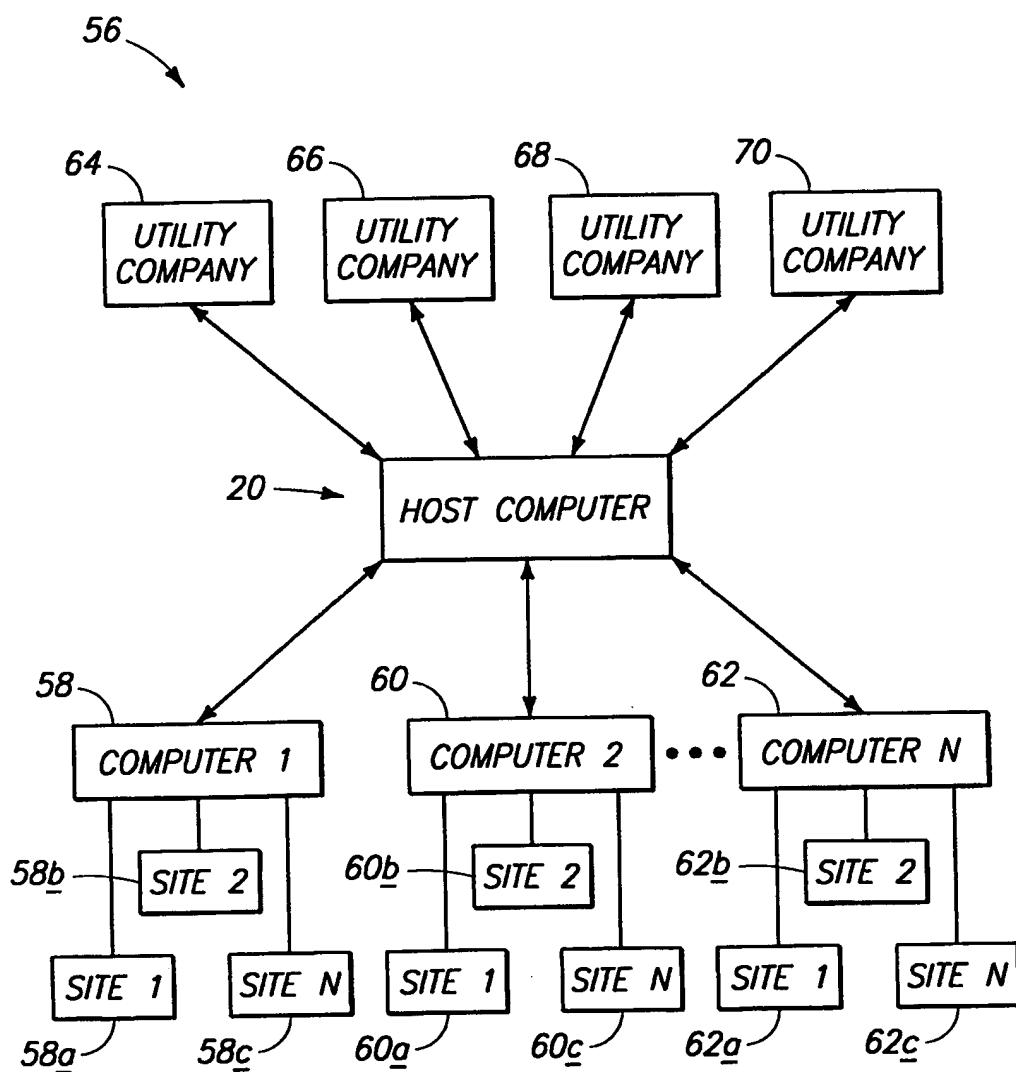 56
64
66
68
70
UTILITY
COMPANY
UTILITY
COMPANY
UTILITY
COMPANY
UTILITY
COMPANY
20
HOST COMPUTER
58
60
62
COMPUTER 1
COMPUTER 2
COMPUTER N
58b
SITE 2
60b
SITE 2
62b
SITE 2
SITE 1
SITE N
SITE 1
SITE N
SITE 1
SITE N
58a
58c
60a
60c
62a
62c